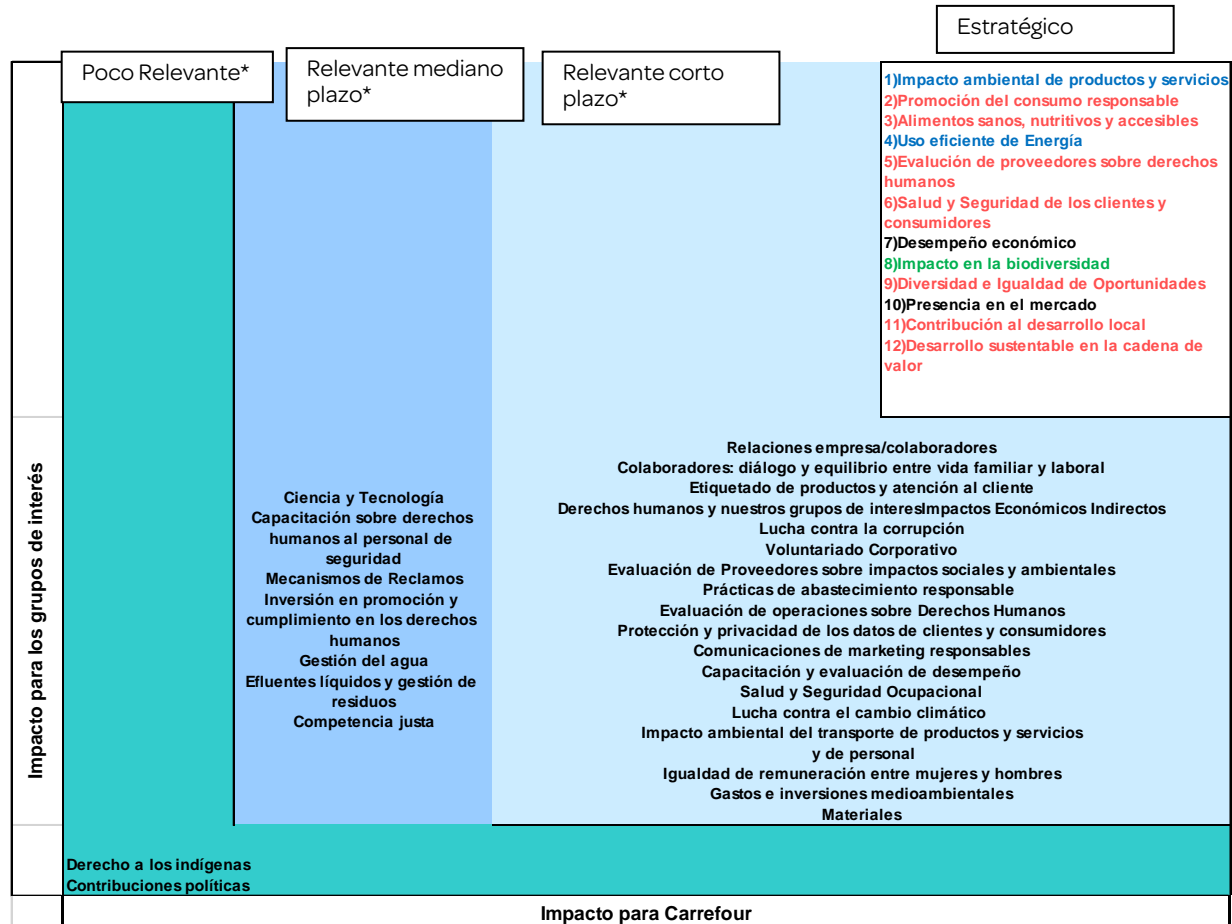 Estratégico
Poco Relevante*
Relevante mediano
plazo*
Relevante corto
plazo*
1)Impacto ambiental de productos y servicios
2)Promoción del consumo responsable
3)Alimentos sanos, nutritivos y accesibles
4)Uso eficiente de Energía
5)Evalución de proveedores sobre derechos
humanos
6)Salud y Seguridad de los clientes y
consumidores
7)Desempeño económico
8)Impacto en la biodiversidad
9)Diversidad e Igualdad de Oportunidades
10)Presencia en el mercado
11)Contribución al desarrollo local
12)Desarrollo sustentable en la cadena de
valor
Impacto para los grupos de interés
Ciencia y Tecnología
Capacitación sobre derechos
humanos al personal de
seguridad
Mecanismos de Reclamos
Inversión en promoción y
cumplimiento en los derechos
humanos
Gestión del agua
Efluentes líquidos y gestión de
residuos
Competencia justa
Relaciones empresa/colaboradores
Colaboradores: diálogo y equilibrio entre vida familiar y laboral
Etiquetado de productos y atención al cliente
Derechos humanos y nuestros grupos de interesImpactos Económicos Indirectos
Lucha contra la corrupción
Voluntariado Corporativo
Evaluación de Proveedores sobre impactos sociales y ambientales
Prácticas de abastecimiento responsable
Evaluación de operaciones sobre Derechos Humanos
Protección y privacidad de los datos de clientes y consumidores
Comunicaciones de marketing responsables
Capacitación y evaluación de desempeño
Salud y Seguridad Ocupacional
Lucha contra el cambio climático
Impacto ambiental del transporte de productos y servicios
y de personal
Igualdad de remuneración entre mujeres y hombres
Gastos e inversiones medioambientales
Materiales
Derecho a los indígenas
Contribuciones políticas
Impacto para Carrefour